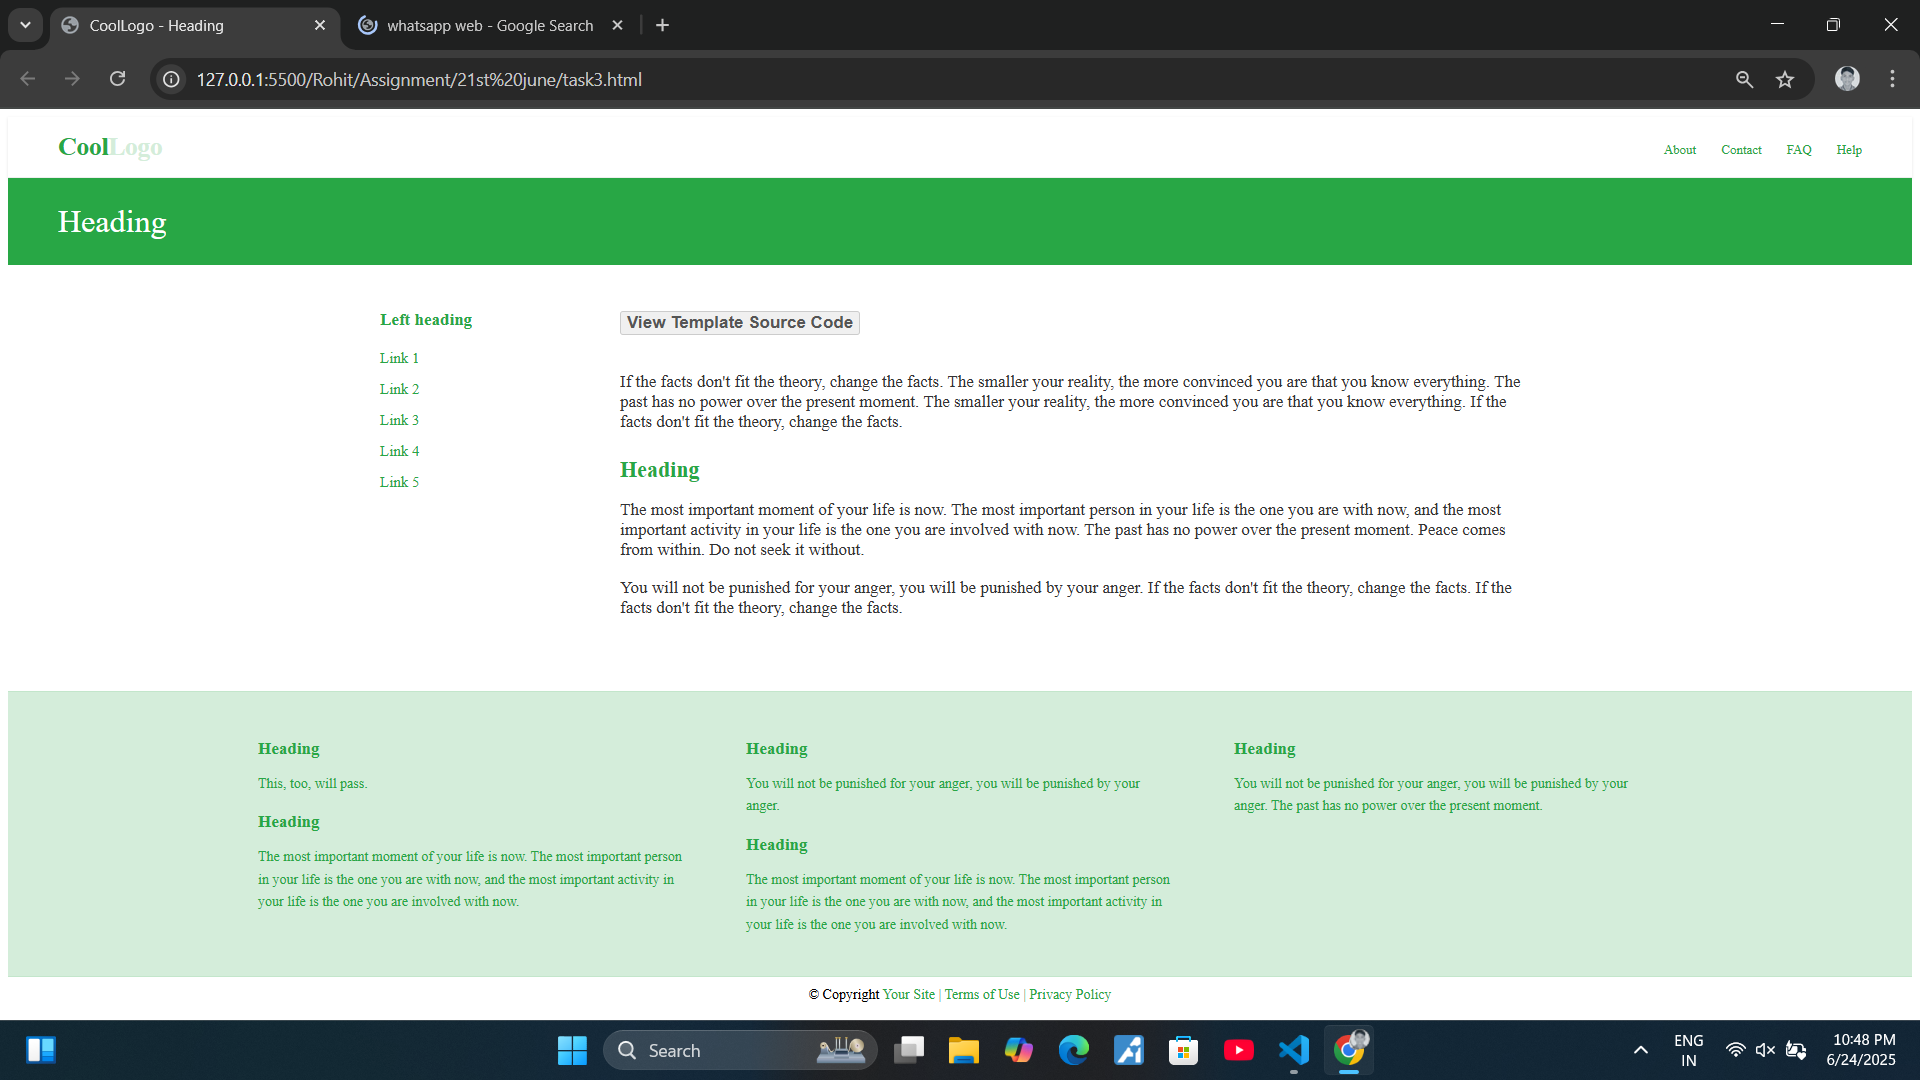 CoolLogo - Heading
whatsapp web - Google Search
127.0.0.1:5500/Rohit/Assignment/21st%20june/task3.html
CoolLogo
About Contact FAQ Help
Heading
Left heading
Link 1
Link 2
Link 3
Link 4
Link 5
View Template Source Code
If the facts don't fit the theory, change the facts. The smaller your reality, the more convinced you are that you know everything. The
past has no power over the present moment. The smaller your reality, the more convinced you are that you know everything. If the
facts don't fit the theory, change the facts.
Heading
The most important moment of your life is now. The most important person in your life is the one you are with now, and the most
important activity in your life is the one you are involved with now. The past has no power over the present moment. Peace comes
from within. Do not seek it without.
You will not be punished for your anger, you will be punished by your anger. If the facts don't fit the theory, change the facts. If the
facts don't fit the theory, change the facts.
Heading
This, too, will pass.
Heading
The most important moment of your life is now. The most important person
in your life is the one you are with now, and the most important activity in
your life is the one you are involved with now.
Heading
You will not be punished for your anger, you will be punished by your
anger.
Heading
The most important moment of your life is now. The most important person
in your life is the one you are with now, and the most important activity in
your life is the one you are involved with now.
Heading
You will not be punished for your anger, you will be punished by your
anger. The past has no power over the present moment.
© Copyright Your Site | Terms of Use | Privacy Policy
Search
ENG
IN
10:48 PM
6/24/2025